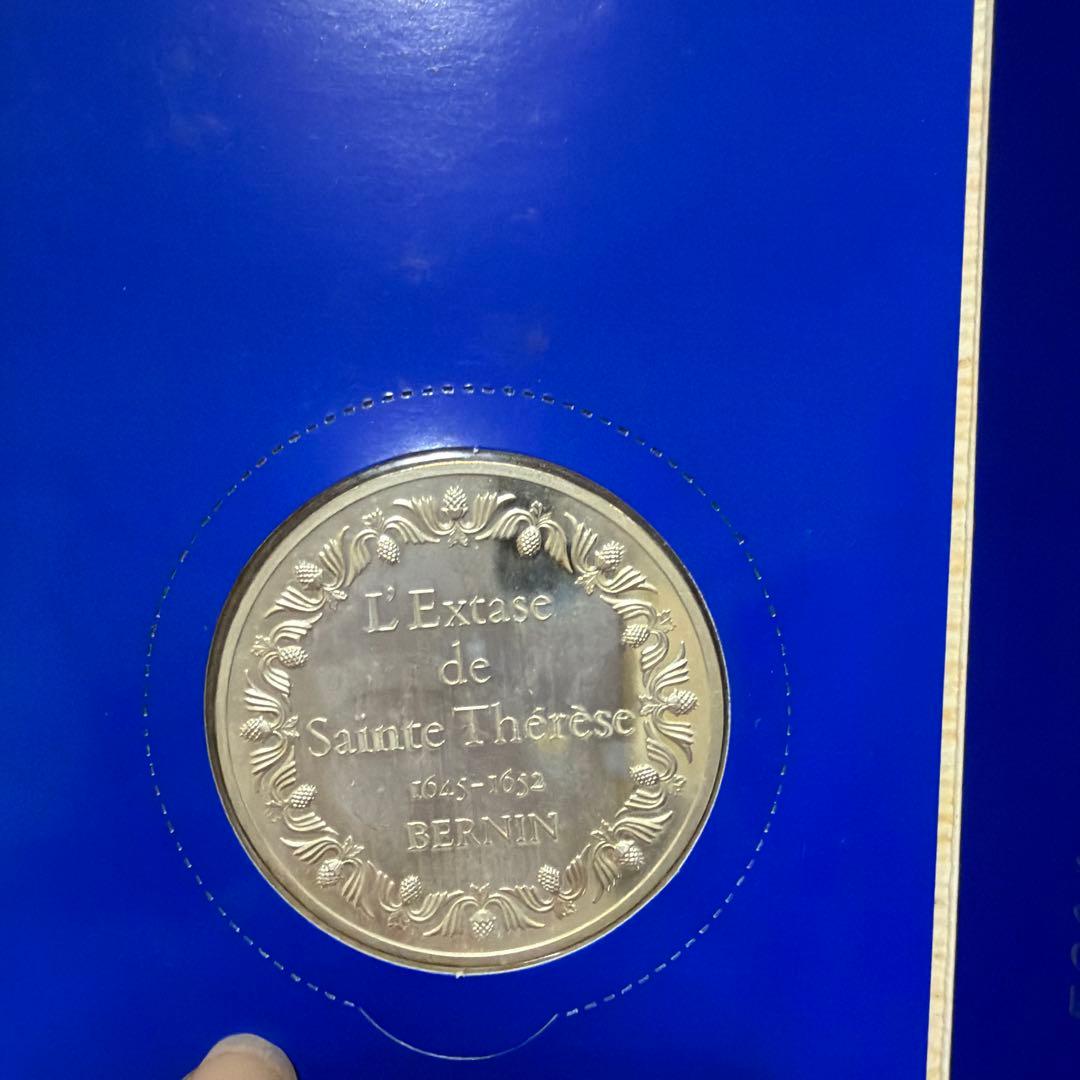 L'Extase
de
Sainte Thérèse
1645-1652
BERNIN